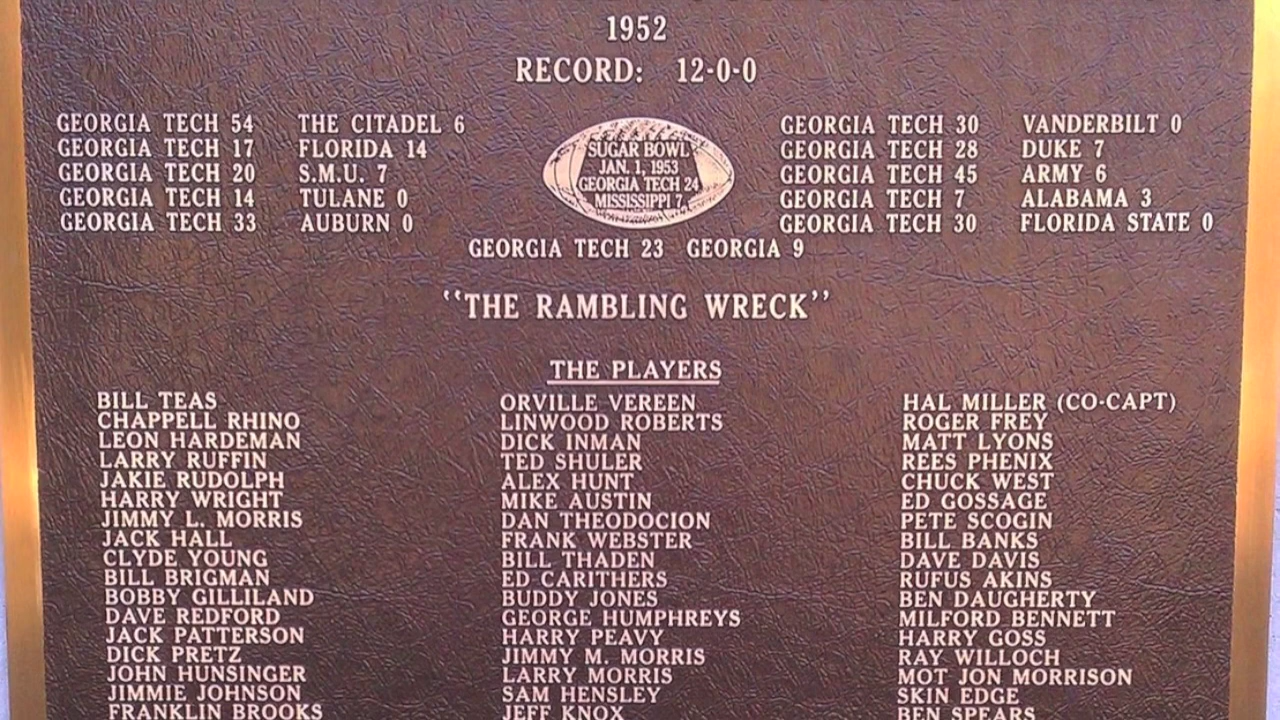 1952
RECORD: 12-0-0
GEORGIA TECH 54 THE CITADEL 6
GEORGIA TECH 17 FLORIDA 14
GEORGIA TECH 20 S.M.U. 7
GEORGIA TECH 14 TULANE 0
GEORGIA TECH 33 AUBURN 0
SUGAR BOWL
JAN. 1, 1953
GEORGIA TECH 24
MISSISSIPPI 7
GEORGIA TECH 30 VANDERBILT 0
GEORGIA TECH 28 DUKE 7
GEORGIA TECH 45 ARMY 6
GEORGIA TECH 7 ALABAMA 3
GEORGIA TECH 30 FLORIDA STATE 0
GEORGIA TECH 23 GEORGIA 9
"THE RAMBLING WRECK"
THE PLAYERS
BILL TEAS
CHAPPELL RHINO
LEON HARDEMAN
LARRY RUFFIN
JAKIE RUDOLPH
HARRY WRIGHT
JIMMY L. MORRIS
JACK HALL
CLYDE YOUNG
BILL BRIGMAN
BOBBY GILLILAND
DAVE REDFORD
JACK PATTERSON
DICK PRETZ
JOHN HUNSINGER
JIMMIE JOHNSON
FRANKLIN BROOKS
ORVILLE VEREEN
LINWOOD ROBERTS
DICK INMAN
TED SHULER
ALEX HUNT
MIKE AUSTIN
DAN THEODOCION
FRANK WEBSTER
BILL THADEN
ED CARITHERS
BUDDY JONES
GEORGE HUMPHREYS
HARRY PEAVY
JIMMY M. MORRIS
LARRY MORRIS
SAM HENSLEY
JEFF KNOX
HAL MILLER (CO-CAPT)
ROGER FREY
MATT LYONS
REES PHENIX
CHUCK WEST
ED GOSSAGE
PETE SCOGIN
BILL BANKS
DAVE DAVIS
RUFUS AKINS
BEN DAUGHERTY
MILFORD BENNETT
HARRY GOSS
RAY WILLOCH
MOT JON MORRISON
SKIN EDGE
BEN SPEARS